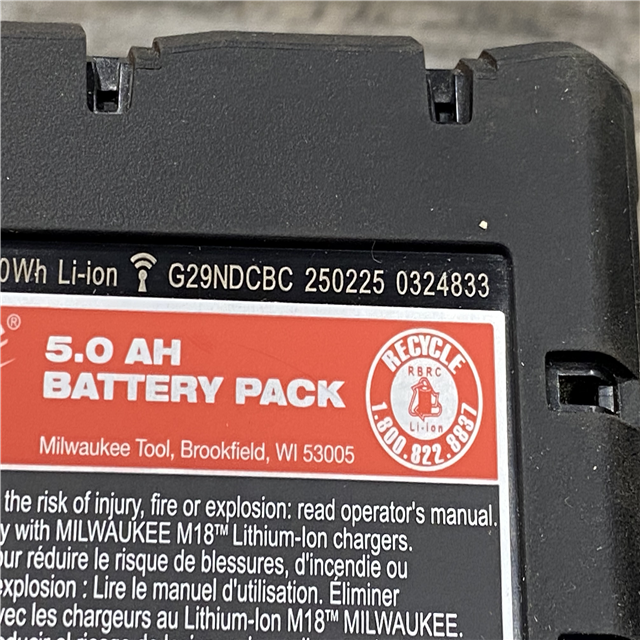 0Wh Li-ion G29NDCBC 250225 0324833
®
5.0 AH
BATTERY PACK
Milwaukee Tool, Brookfield, WI 53005
RECYCLE
RBRC
Li-ion
1.800.822.8837
the risk of injury, fire or explosion: read operator's manual.
y with MILWAUKEE M18™ Lithium-Ion chargers.
our réduire le risque de blessures, d'incendie ou
explosion : Lire le manuel d'utilisation. Éliminer
vec les chargeurs au Lithium-Ion M18™ MILWAUKEE.